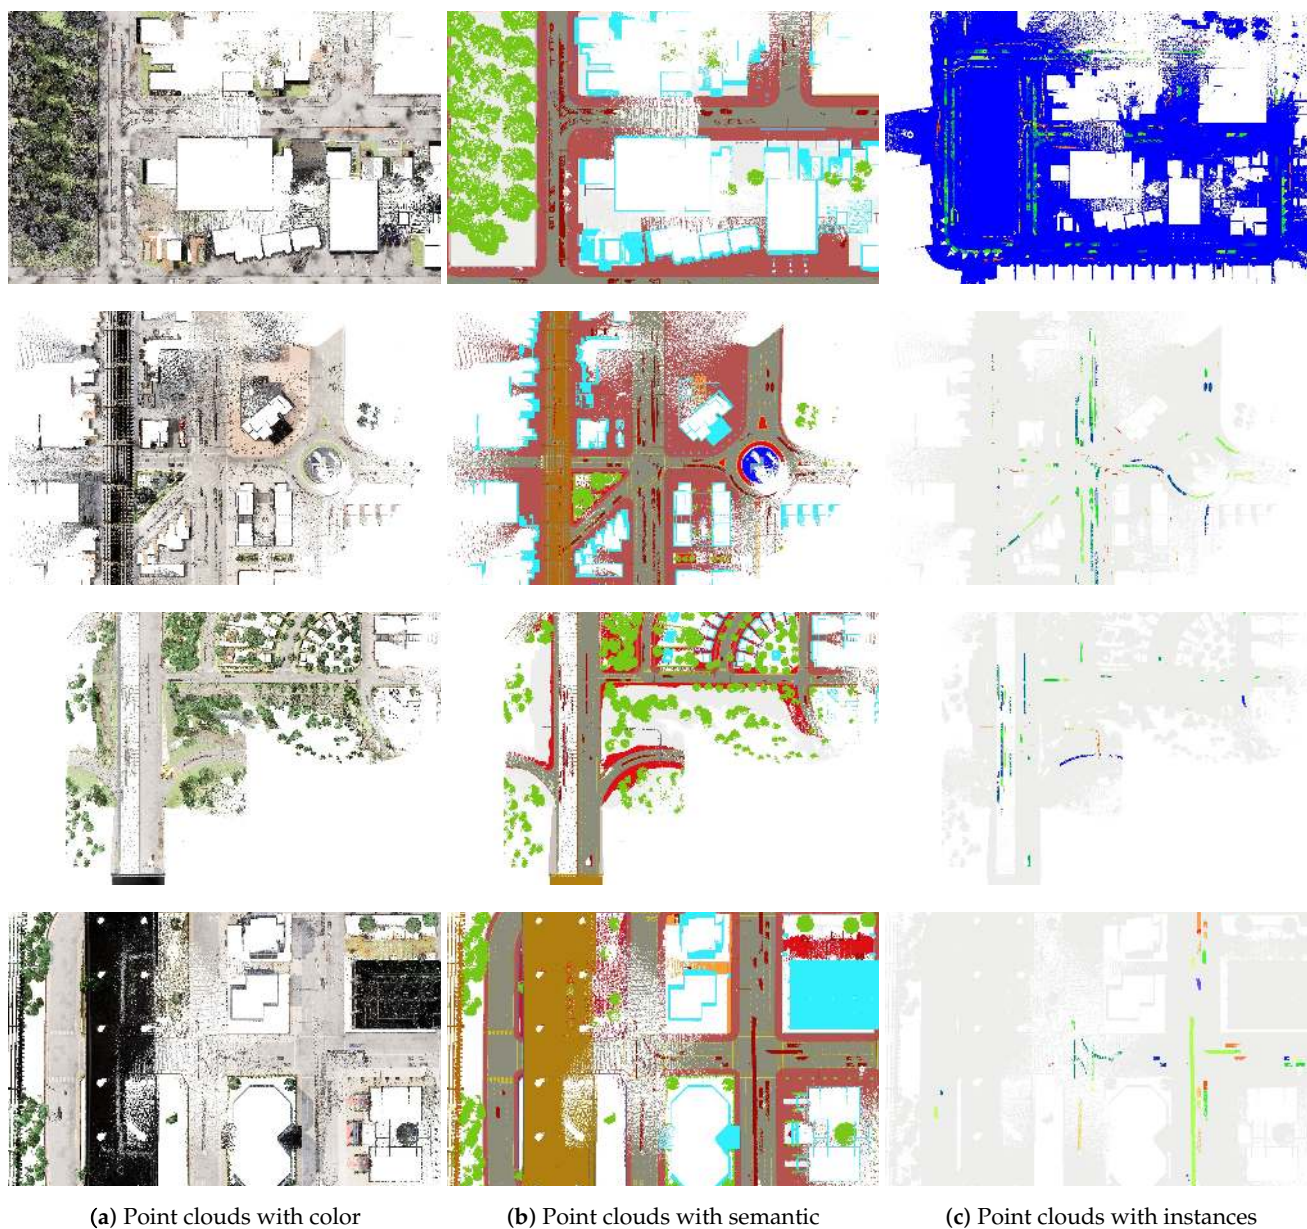 (a) Point clouds with color
(b) Point clouds with semantic
(c) Point clouds with instances